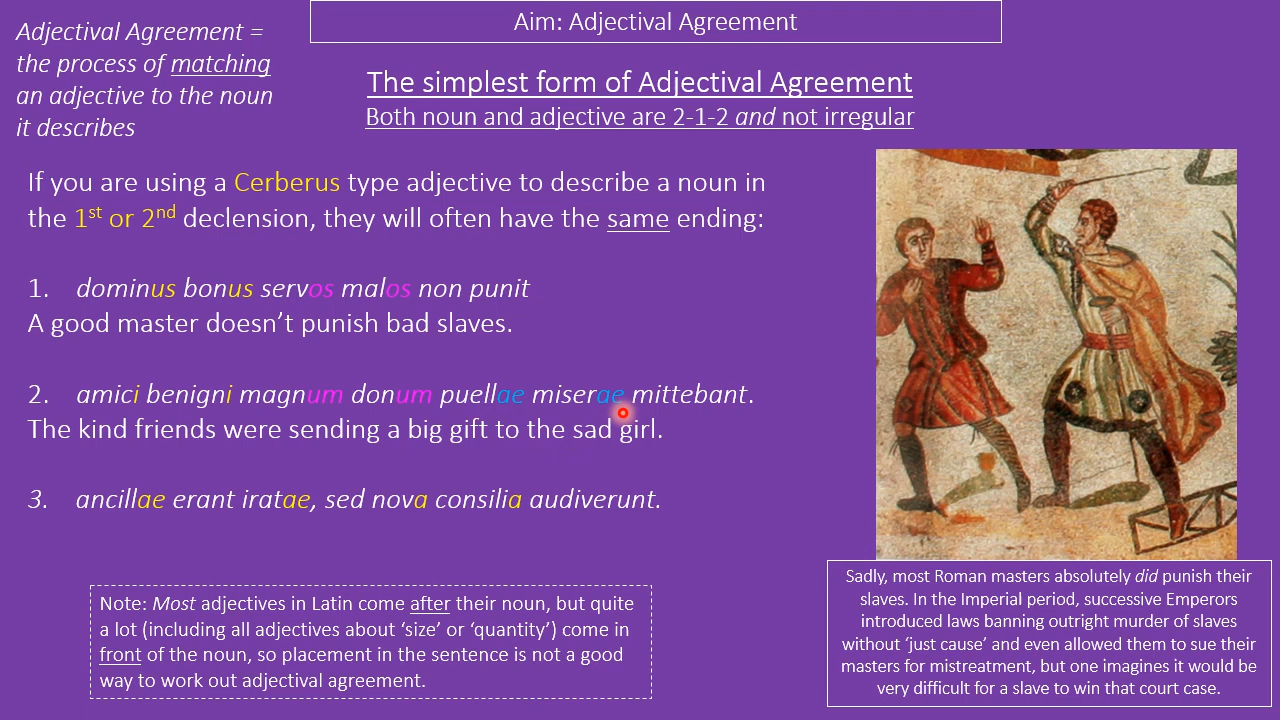 Adjectival Agreement =
the process of matching
an adjective to the noun
it describes
Aim: Adjectival Agreement
The simplest form of Adjectival Agreement
Both noun and adjective are 2-1-2 and not irregular
If you are using a Cerberus type adjective to describe a noun in
the 1st or 2nd declension, they will often have the same ending:
1. dominus bonus servos malos non punit
A good master doesn’t punish bad slaves.
2. amici benigni magnum donum puellae miserae mittebant.
The kind friends were sending a big gift to the sad girl.
3. ancillae erant iratae, sed nova consilia audiverunt.
Note: Most adjectives in Latin come after their noun, but quite
a lot (including all adjectives about ‘size’ or ‘quantity’) come in
front of the noun, so placement in the sentence is not a good
way to work out adjectival agreement.
Sadly, most Roman masters absolutely did punish their
slaves. In the Imperial period, successive Emperors
introduced laws banning outright murder of slaves
without ‘just cause’ and even allowed them to sue their
masters for mistreatment, but one imagines it would be
very difficult for a slave to win that court case.